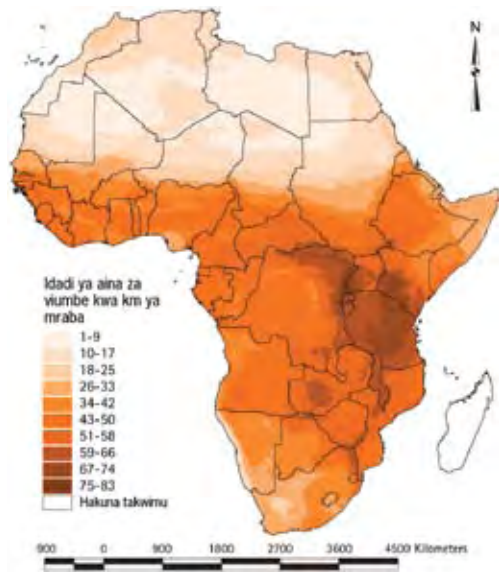 N
Idadi ya aina za
viumbe kwa km ya
mraba
1-9
10-17
18-25
26-33
34-42
43-50
51-58
59-66
67-74
75-83
Hakuna takwimu
900 0 900 1800 2700 3600 4500 Kilometers